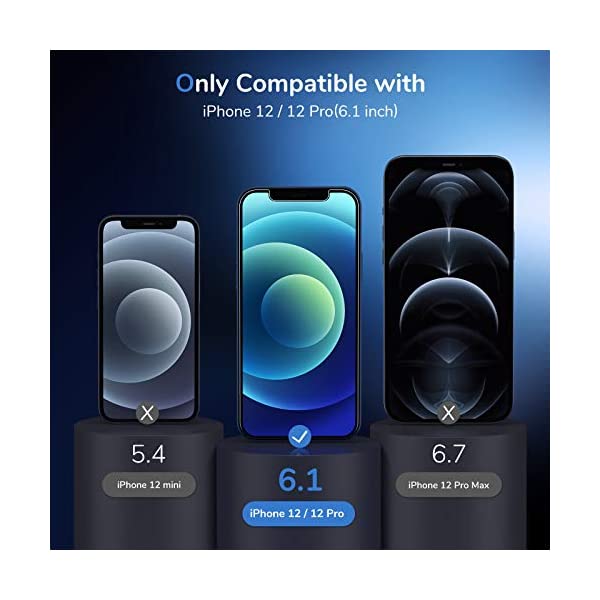 Only Compatible with
iPhone 12 / 12 Pro(6.1 inch)
X
5.4
iPhone 12 mini
6.1
iPhone 12 / 12 Pro
X
6.7
iPhone 12 Pro Max